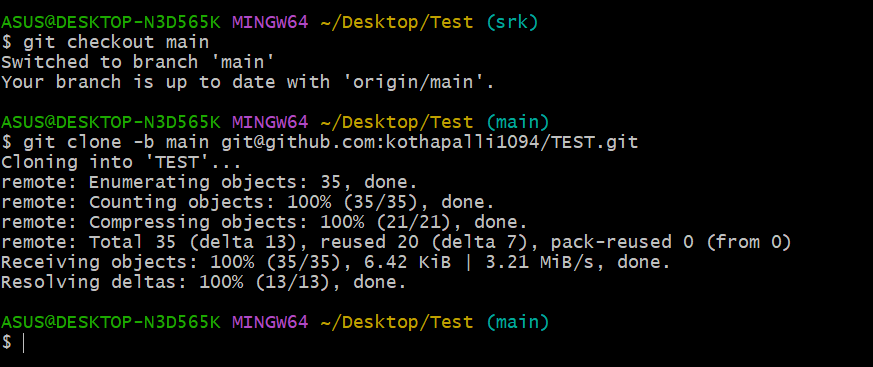 ASUS@DESKTOP-N3D565K MINGW64 ~/Desktop/Test (srk)
$ git checkout main
Switched to branch 'main'
Your branch is up to date with 'origin/main'.

ASUS@DESKTOP-N3D565K MINGW64 ~/Desktop/Test (main)
$ git clone -b main git@github.com:kothapalli1094/TEST.git
Cloning into 'TEST'...
remote: Enumerating objects: 35, done.
remote: Counting objects: 100% (35/35), done.
remote: Compressing objects: 100% (21/21), done.
remote: Total 35 (delta 13), reused 20 (delta 7), pack-reused 0 (from 0)
Receiving objects: 100% (35/35), 6.42 KiB | 3.21 MiB/s, done.
Resolving deltas: 100% (13/13), done.

ASUS@DESKTOP-N3D565K MINGW64 ~/Desktop/Test (main)
$